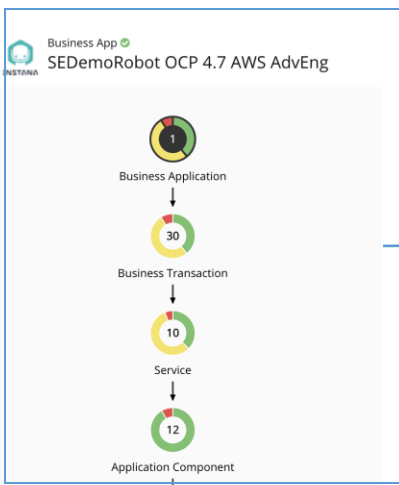 Business App
INSTANA
SEDemoRobot OCP 4.7 AWS AdvEng
1
Business Application
30
Business Transaction
10
Service
12
Application Component